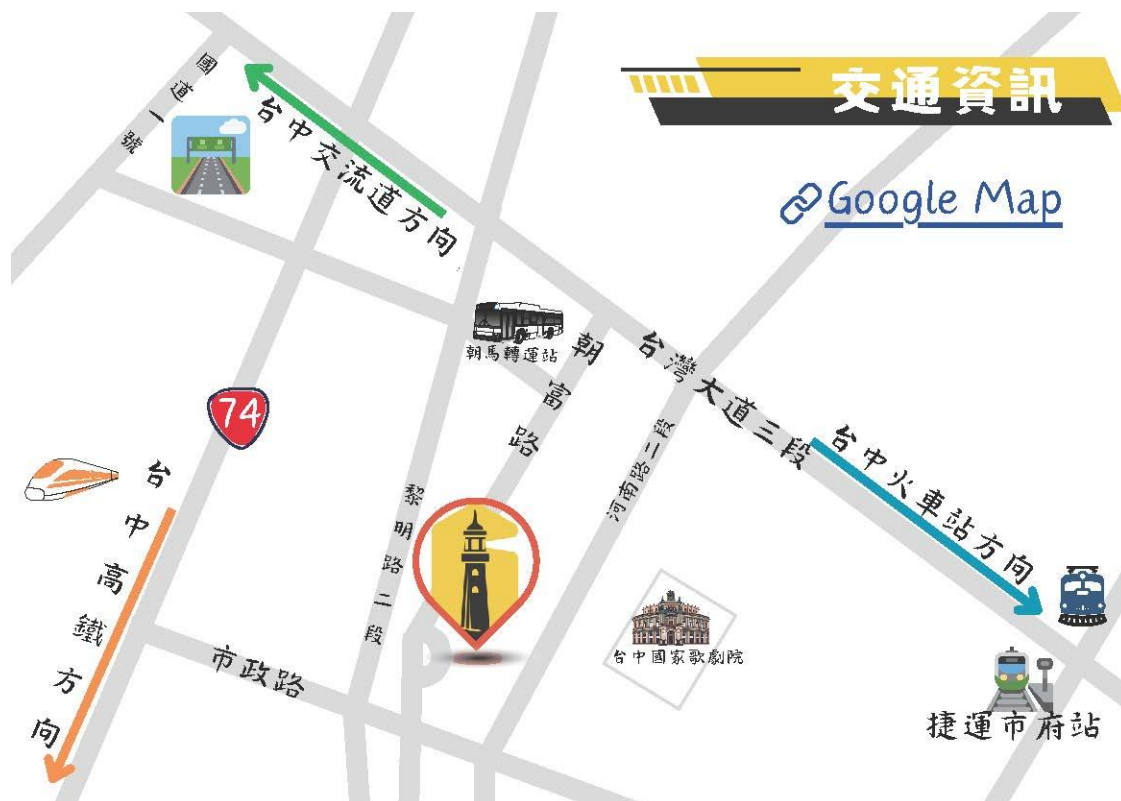 交通資訊
Google Map
國道一號
台中交流道方向
朝馬轉運站
朝富路
台灣大道三段
台中火車站方向
74
台中高鐵方向
黎明路二段
河南路二段
台中國家歌劇院
市政路
捷運市府站